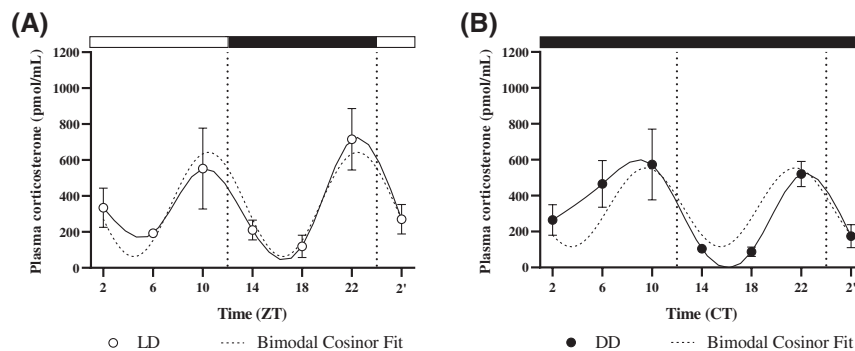 (A)
Plasma corticosterone (pmol/mL)
1200
1000
800
600
400
200
0
2 6 10 14 18 22 2'
Time (ZT)
LD Bimodal Cosinor Fit
(B)
Plasma corticosterone (pmol/mL)
1200
1000
800
600
400
200
0
2 6 10 14 18 22 2'
Time (CT)
DD Bimodal Cosinor Fit